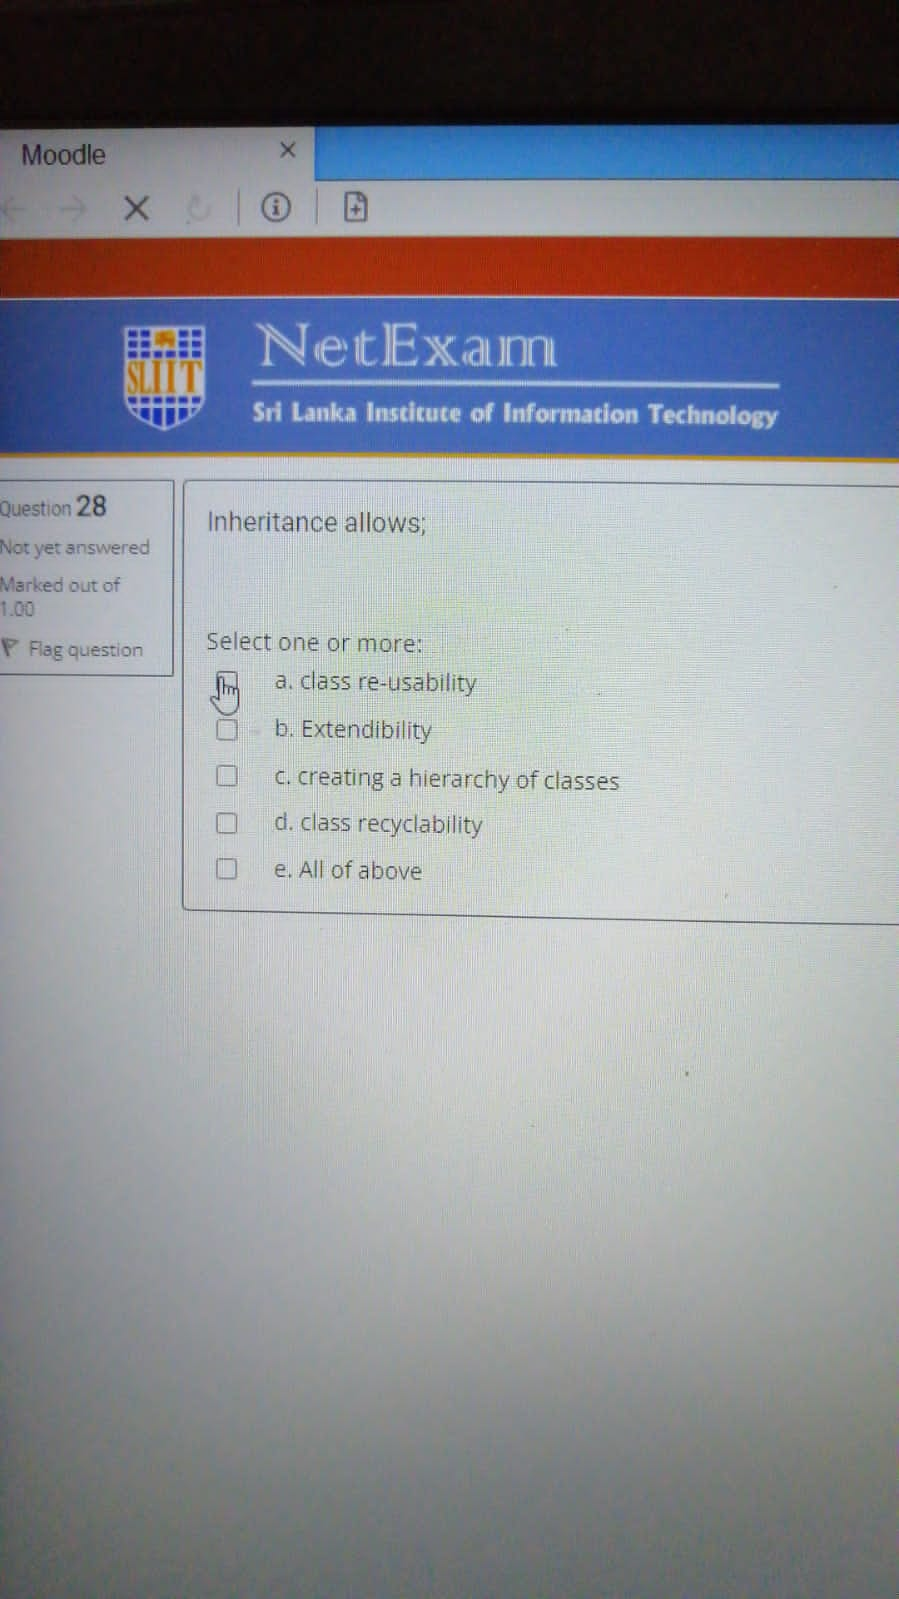 Moodle
NetExam
SLIIT
Sri Lanka Institute of Information Technology
Question 28
Not yet answered
Marked out of
1.00
Flag question
Inheritance allows;
Select one or more:
a. class re-usability
b. Extendibility
c. creating a hierarchy of classes
d. class recyclability
e. All of above